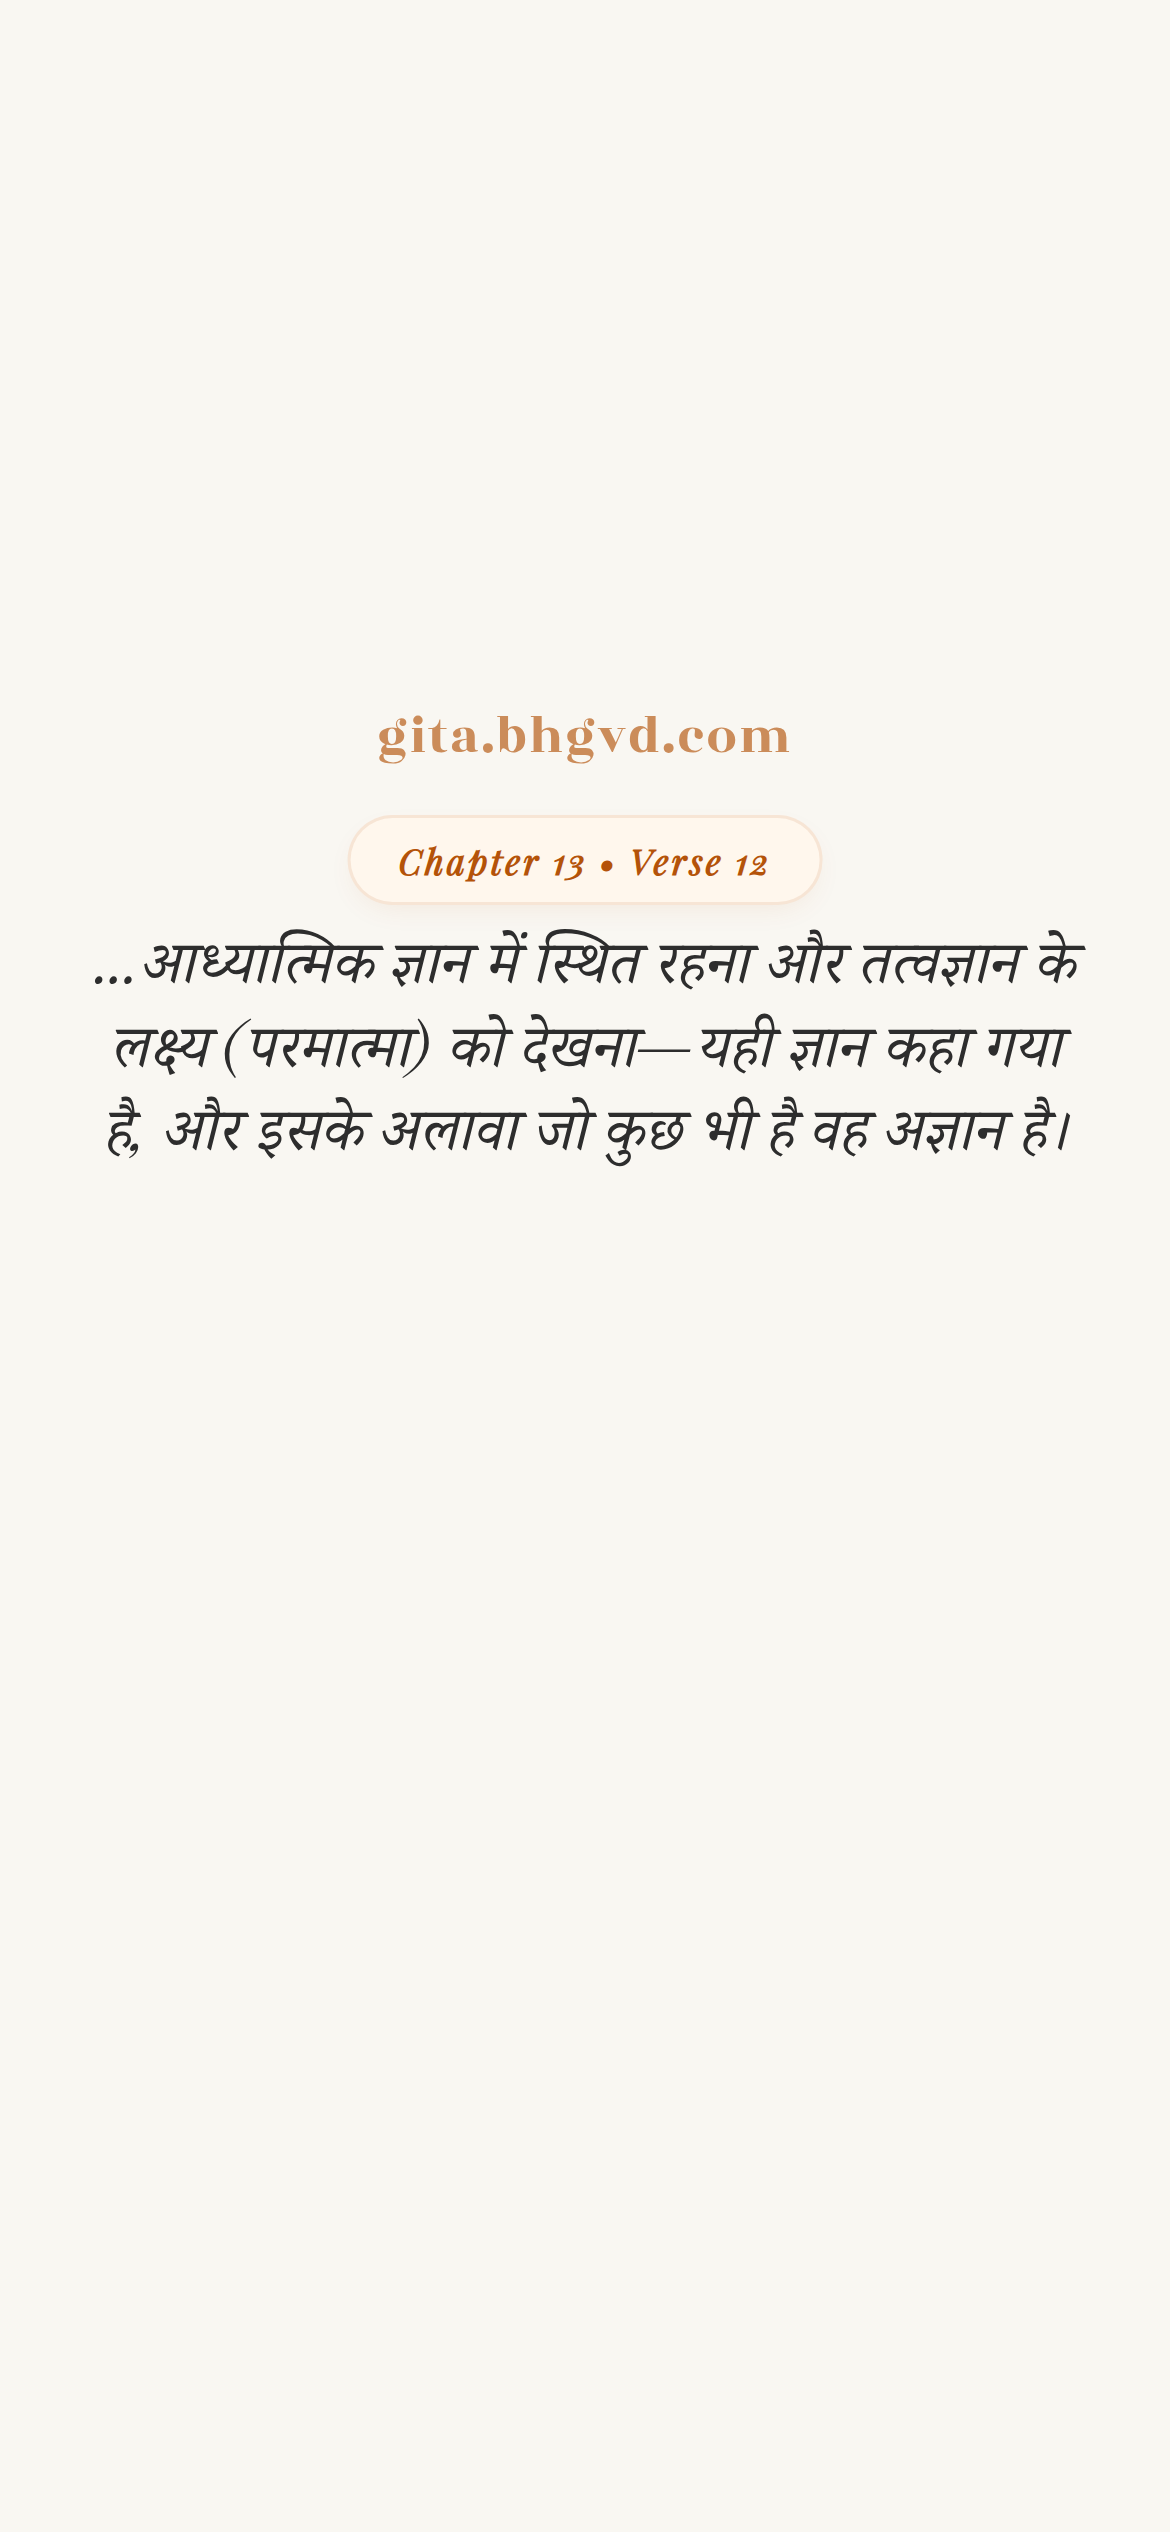 gita.bhgvd.com
Chapter 13 • Verse 12
...आध्यात्मिक ज्ञान में स्थित रहना और तत्वज्ञान के
लक्ष्य (परमात्मा) को देखना—यही ज्ञान कहा गया
है, और इसके अलावा जो कुछ भी है वह अज्ञान है।